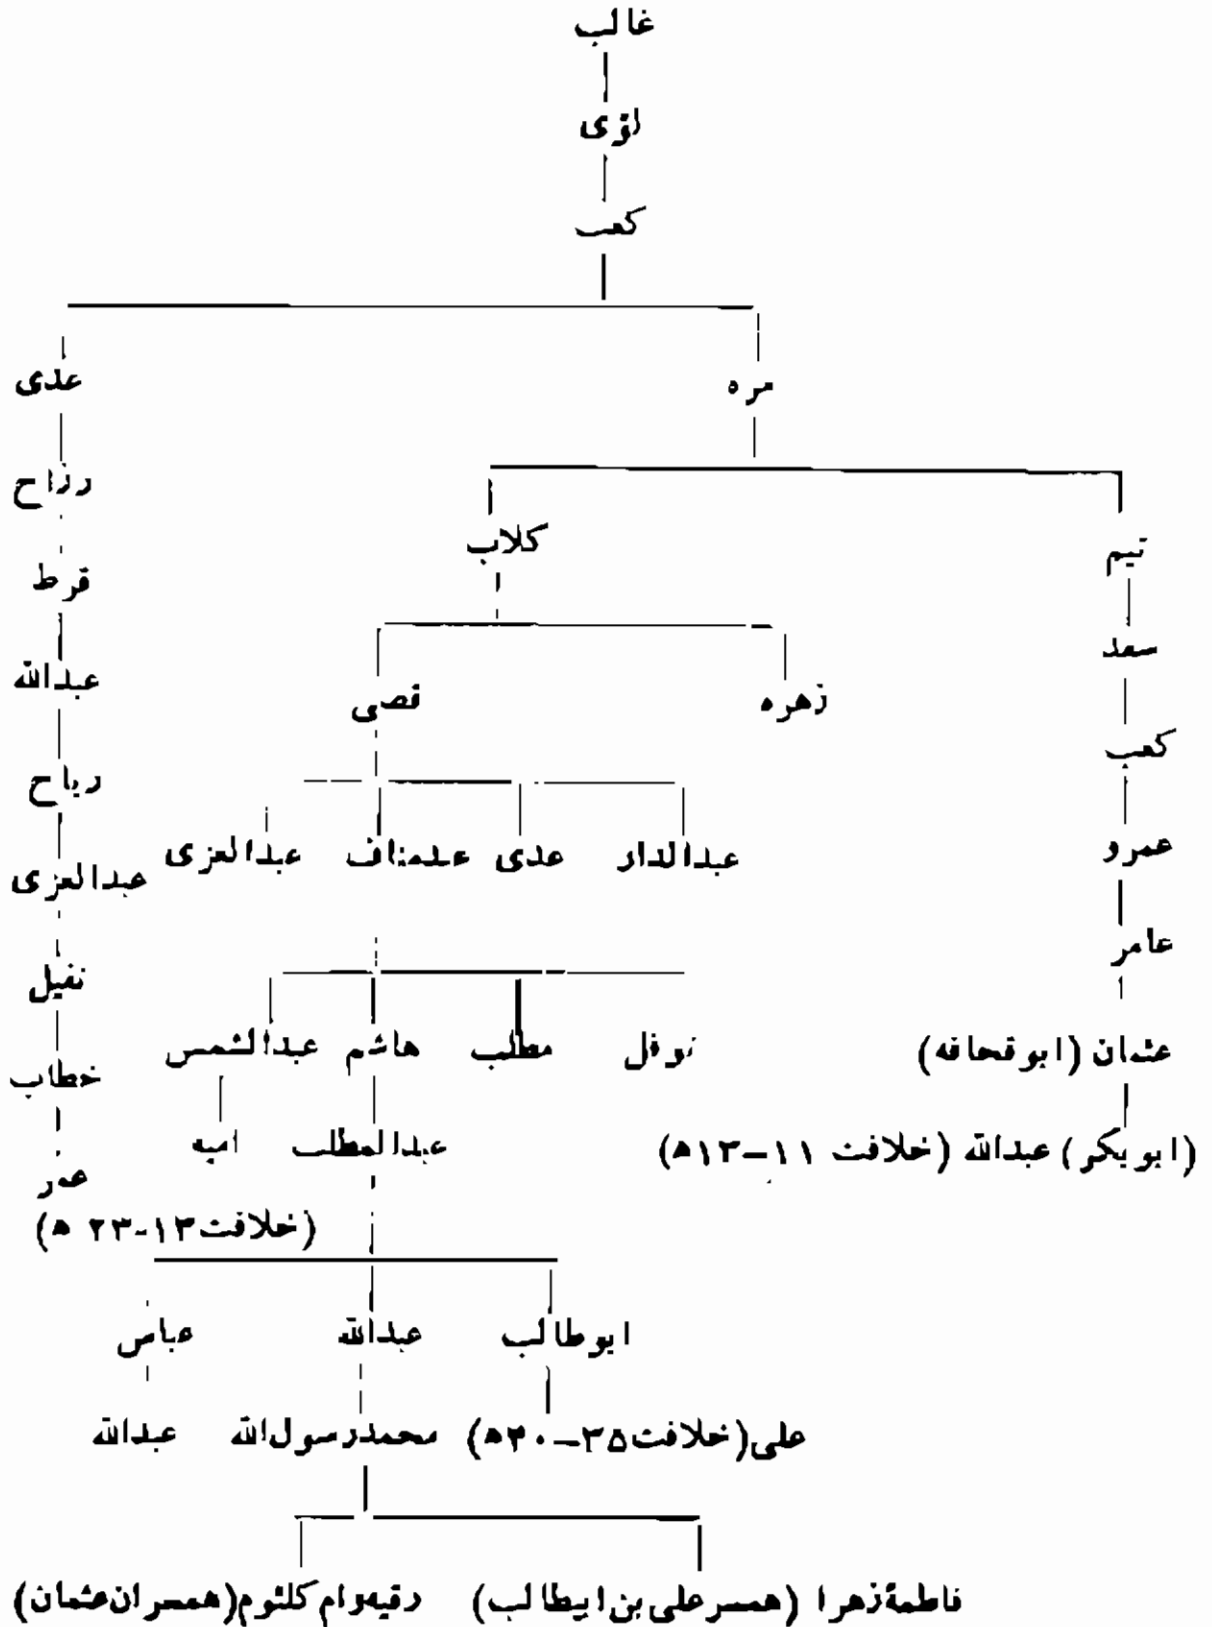 غالب
لؤی
کعب
مره
عدی
تیم
کلاب
رزاح
سعد
زهره
قصی
قرط
عبدالله
کعب
ریاح
عمرو
عبدالدار
عدی
عبدمناف
عبدالعزی
عبدالعزی
عامر
نفیل
عثمان (ابوقحافه)
نوفل
مطلب
هاشم
عبدالشمس
خطاب
(ابوبکر) عبدالله (خلافت ۱۱–۱۳ه)
عبدالمطلب
امیه
عمر
(خلافت ۱۳-۲۳ ه)
ابوطالب
عبدالله
عباس
علی (خلافت ۳۵–۴۰ه)
محمدرسول‌الله
عبدالله
فاطمهٔ زهرا (همسر علی بن ابیطالب)
رقیه وام کلثوم (همسران عثمان)